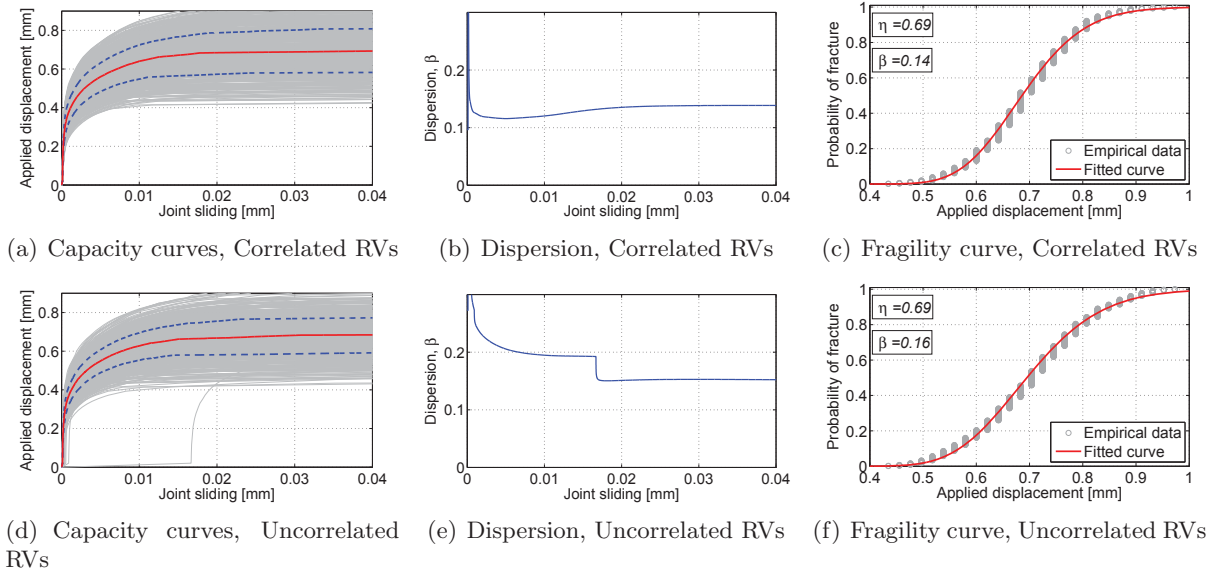 Applied displacement [mm]
0.8
0.6
0.4
0.2
0
0 0.01 0.02 0.03 0.04
Joint sliding [mm]
(a) Capacity curves, Correlated RVs
Dispersion, β
0.2
0.1
0
0 0.01 0.02 0.03 0.04
Joint sliding [mm]
(b) Dispersion, Correlated RVs
Probability of fracture
1
0.8
0.6
0.4
0.2
0
η =0.69
β =0.14
Empirical data
Fitted curve
0.4 0.5 0.6 0.7 0.8 0.9 1
Applied displacement [mm]
(c) Fragility curve, Correlated RVs
Applied displacement [mm]
0.8
0.6
0.4
0.2
0
0 0.01 0.02 0.03 0.04
Joint sliding [mm]
(d) Capacity curves, Uncorrelated
RVs
Dispersion, β
0.2
0.1
0
0 0.01 0.02 0.03 0.04
Joint sliding [mm]
(e) Dispersion, Uncorrelated RVs
Probability of fracture
1
0.8
0.6
0.4
0.2
0
η =0.69
β =0.16
Empirical data
Fitted curve
0.4 0.5 0.6 0.7 0.8 0.9 1
Applied displacement [mm]
(f) Fragility curve, Uncorrelated RVs